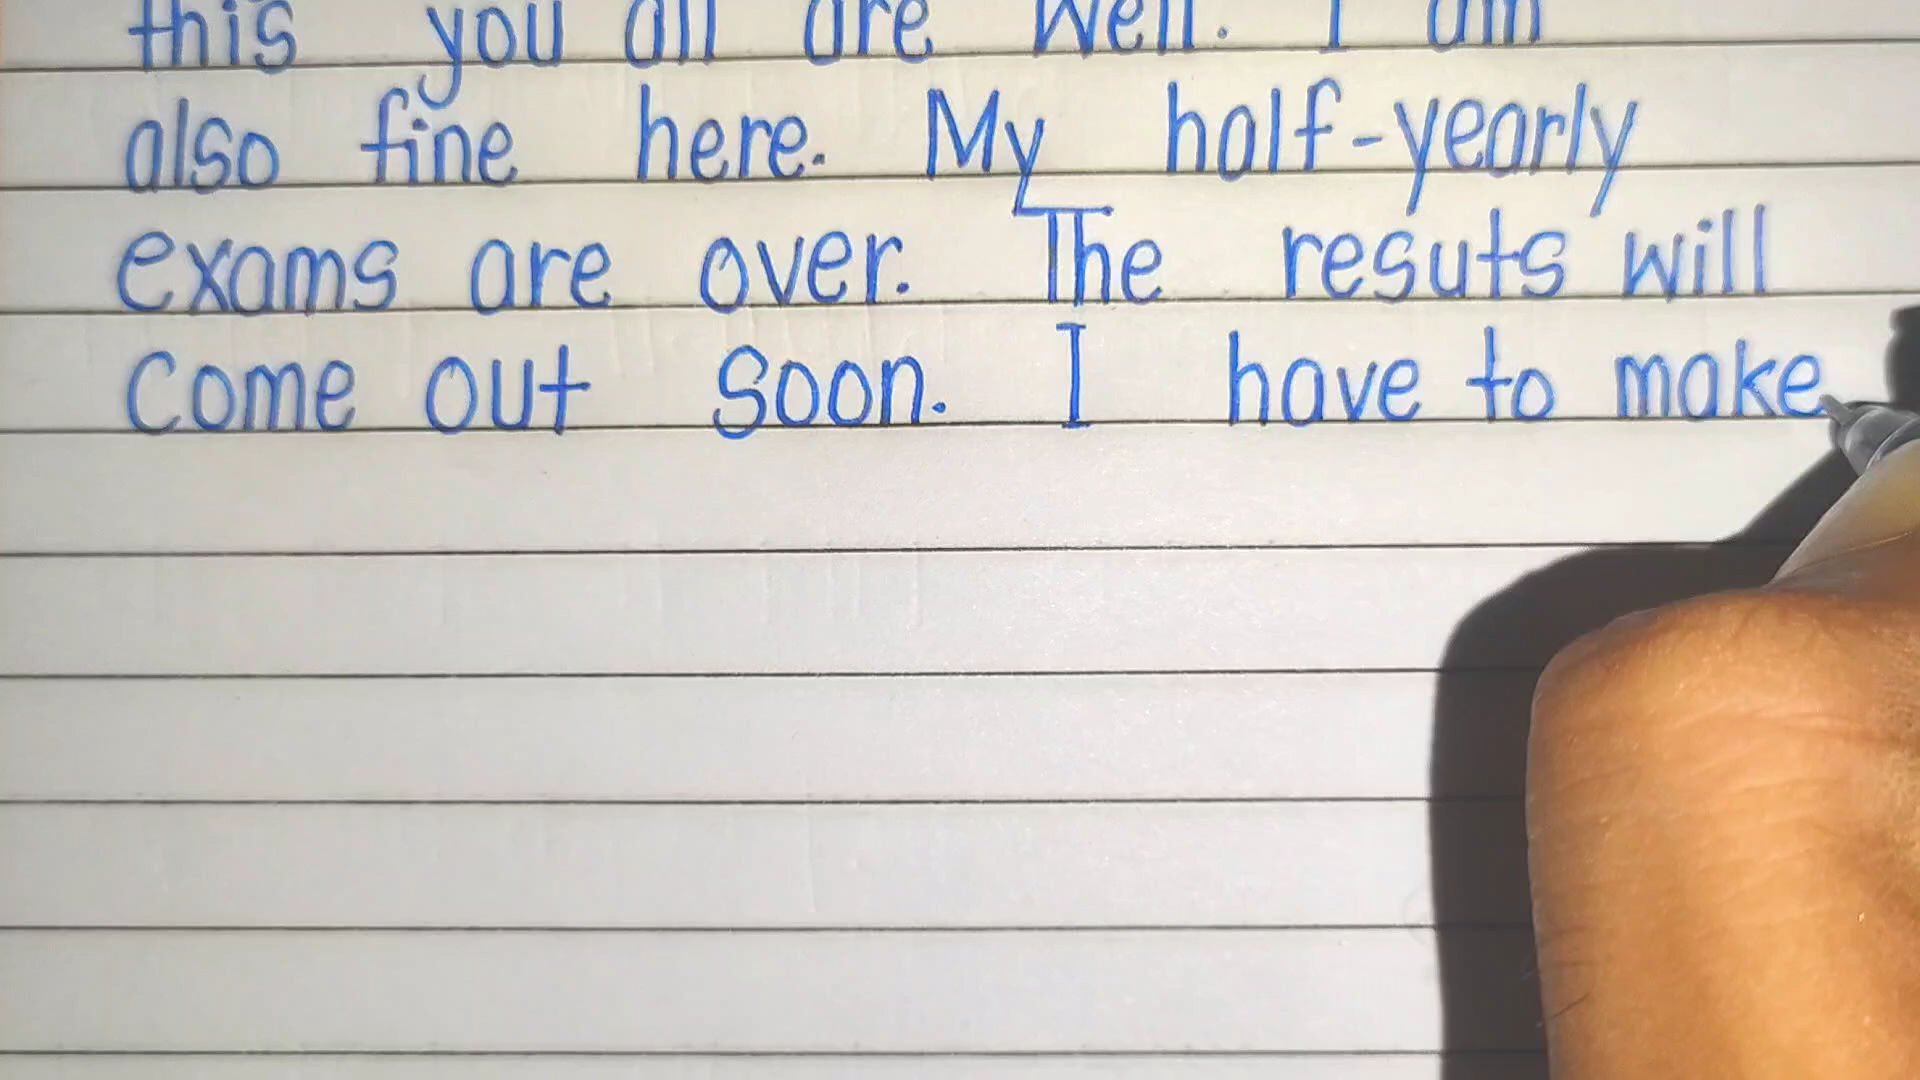 this you all are well. I am
also fine here. My half-yearly
exams are over. The resuts will
come out soon. I have to make